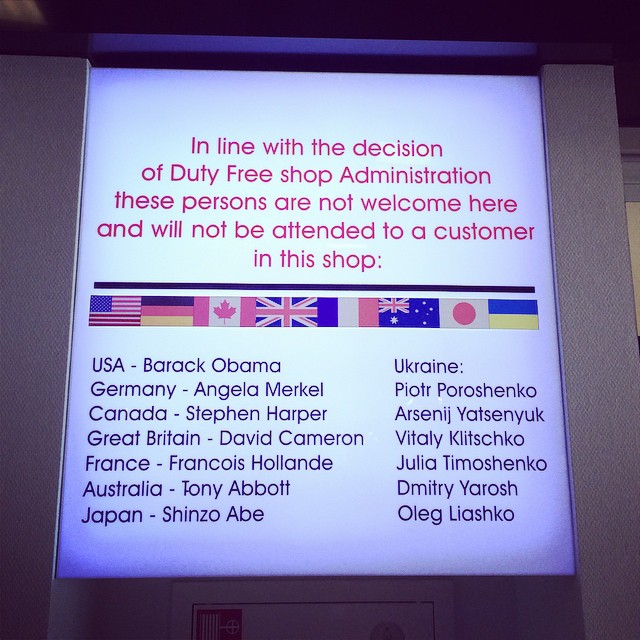 In line with the decision
of Duty Free shop Administration
these persons are not welcome here
and will not be attended to a customer
in this shop:
USA - Barack Obama
Germany - Angela Merkel
Canada - Stephen Harper
Great Britain - David Cameron
France - Francois Hollande
Australia - Tony Abbott
Japan - Shinzo Abe
Ukraine:
Piotr Poroshenko
Arsenij Yatsenyuk
Vitaly Klitschko
Julia Timoshenko
Dmitry Yarosh
Oleg Liashko